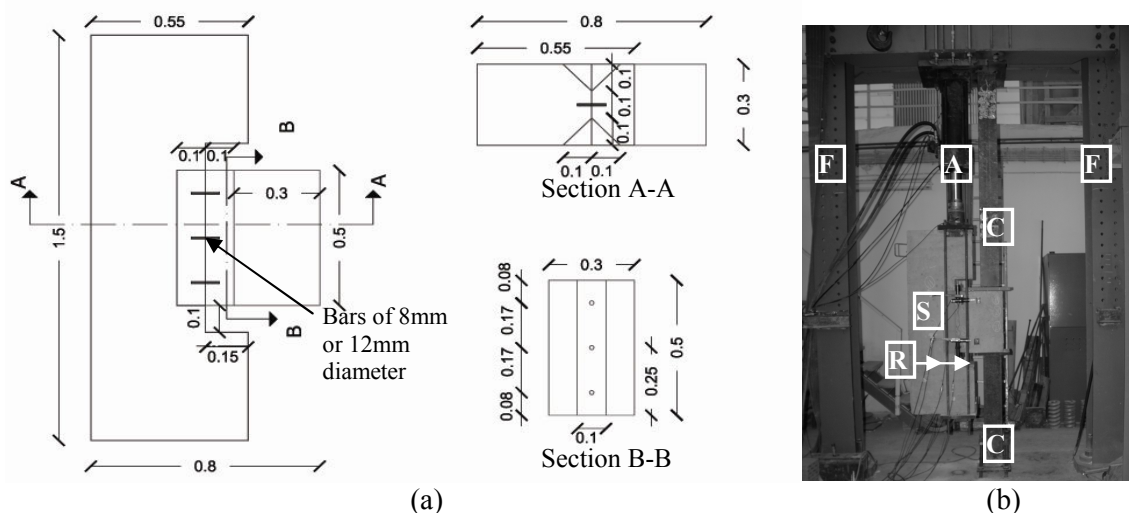 0.55
1.5
A
A
B
B
0.1
0.1
0.3
0.5
0.1
0.15
0.8
Bars of 8mm
or 12mm
diameter
0.8
0.55
0.1
0.1
0.1
0.3
0.1
0.1
Section A-A
0.3
0.08
0.17
0.17
0.08
0.25
0.5
0.1
Section B-B
F
A
F
C
S
R
C
(a)
(b)